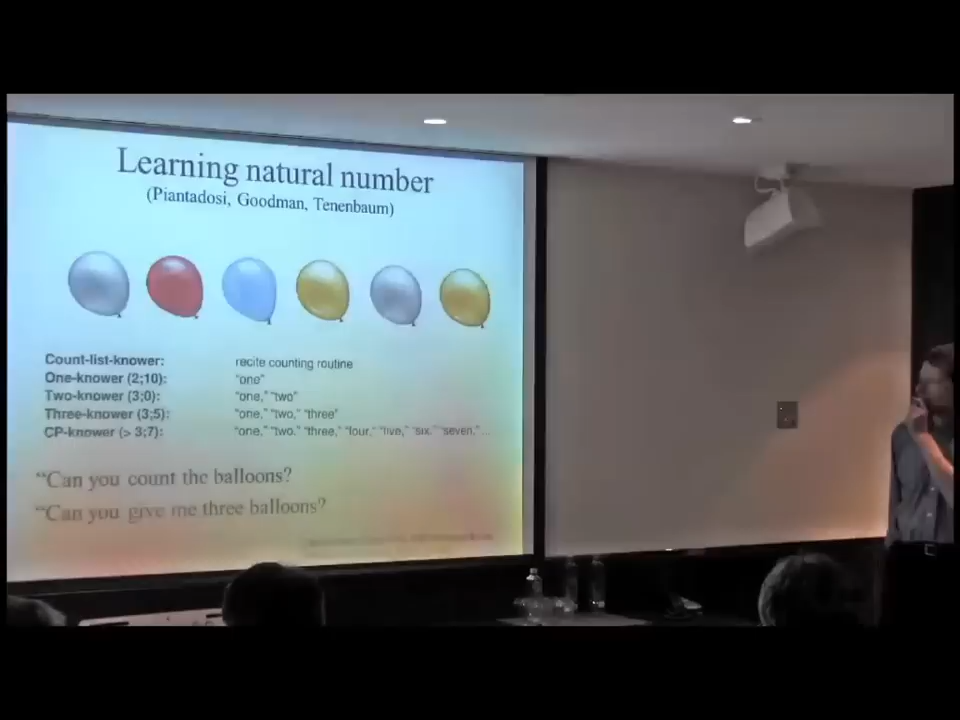 Learning natural number
(Piantadosi, Goodman, Tenenbaum)
Count-list-knower: recite counting routine
One-knower (2;10): "one"
Two-knower (3;0): "one," "two"
Three-knower (3;5): "one," "two," "three"
CP-knower (> 3;7): "one," "two," "three," "four," "five," "six," "seven," ...
"Can you count the balloons?
"Can you give me three balloons?